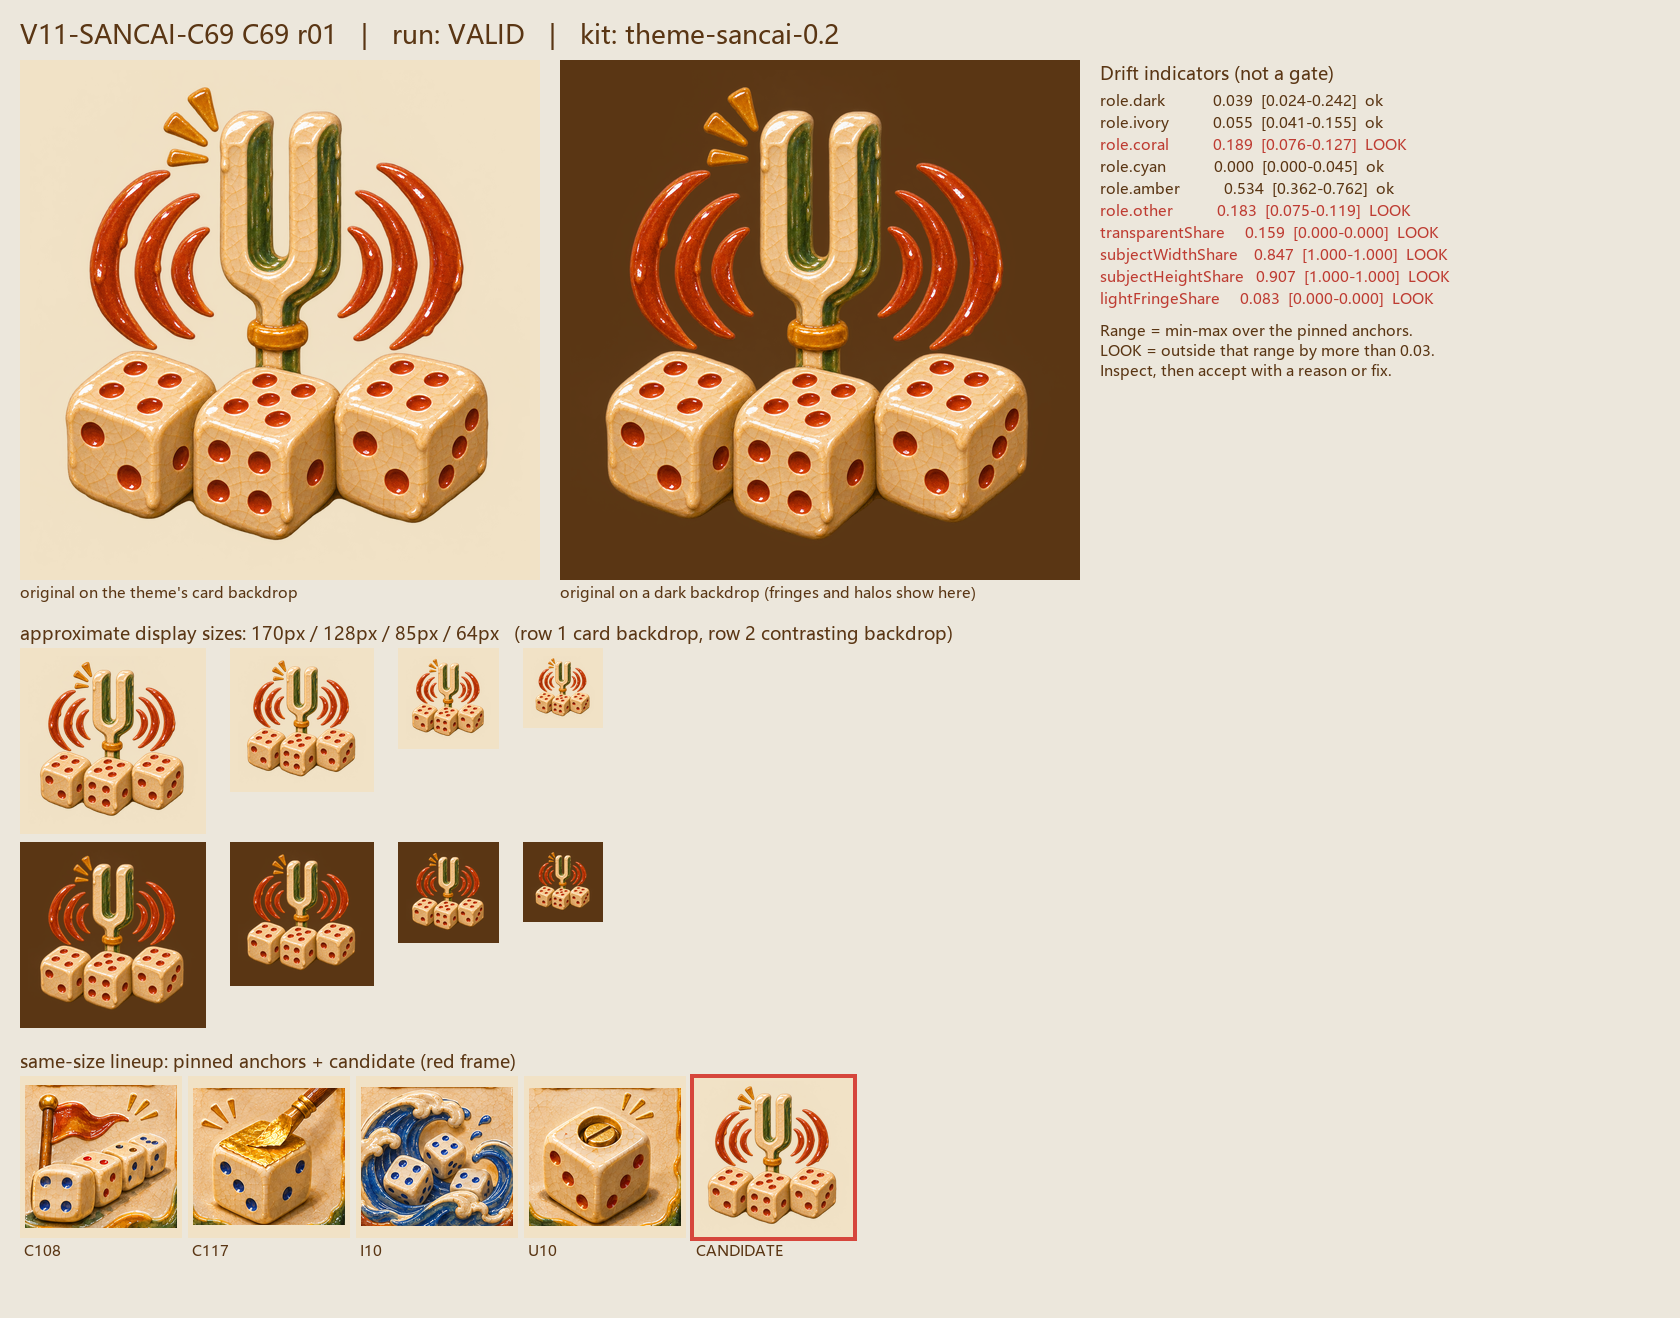 V11-SANCAI-C69 C69 r01   |   run: VALID   |   kit: theme-sancai-0.2
Drift indicators (not a gate)
role.dark 0.039 [0.024-0.242] ok
role.ivory 0.055 [0.041-0.155] ok
role.coral 0.189 [0.076-0.127] LOOK
role.cyan 0.000 [0.000-0.045] ok
role.amber 0.534 [0.362-0.762] ok
role.other 0.183 [0.075-0.119] LOOK
transparentShare 0.159 [0.000-0.000] LOOK
subjectWidthShare 0.847 [1.000-1.000] LOOK
subjectHeightShare 0.907 [1.000-1.000] LOOK
lightFringeShare 0.083 [0.000-0.000] LOOK
Range = min-max over the pinned anchors.
LOOK = outside that range by more than 0.03.
Inspect, then accept with a reason or fix.
original on the theme's card backdrop
original on a dark backdrop (fringes and halos show here)
approximate display sizes: 170px / 128px / 85px / 64px   (row 1 card backdrop, row 2 contrasting backdrop)
same-size lineup: pinned anchors + candidate (red frame)
C108
C117
I10
U10
CANDIDATE